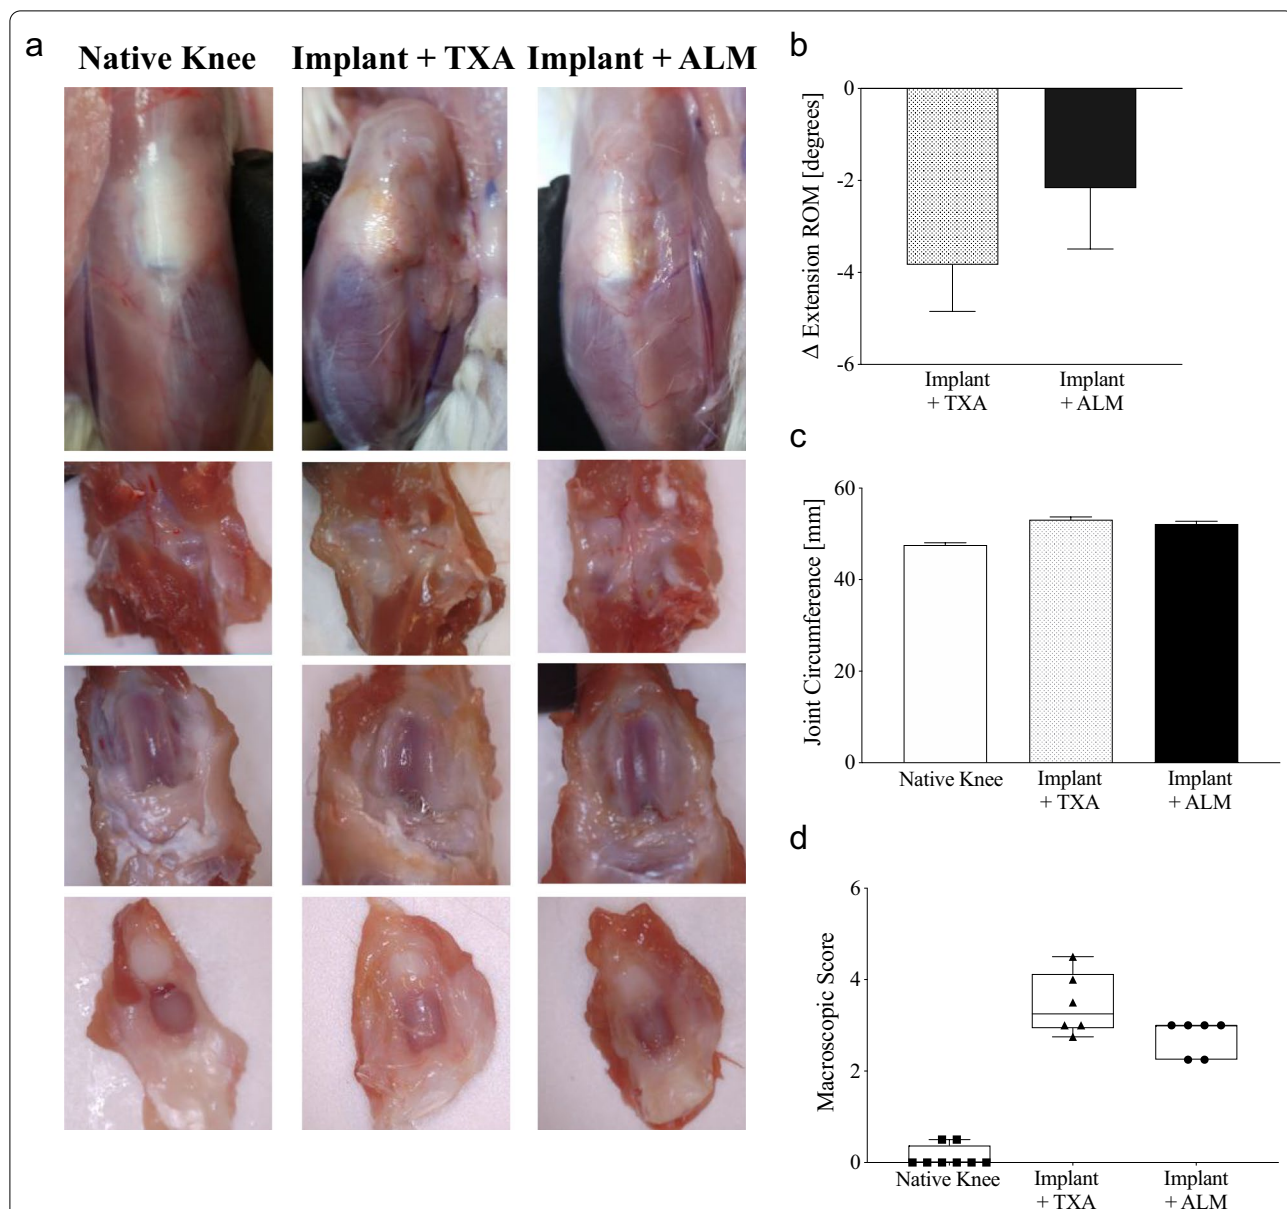 a
Native Knee
Implant + TXA
Implant + ALM
b
0
-2
-4
-6
Δ Extension ROM [degrees]
Implant
+ TXA
Implant
+ ALM
c
60
40
20
0
Joint Circumference [mm]
Native Knee
Implant
+ TXA
Implant
+ ALM
d
6
4
2
0
Macroscopic Score
Native Knee
Implant
+ TXA
Implant
+ ALM